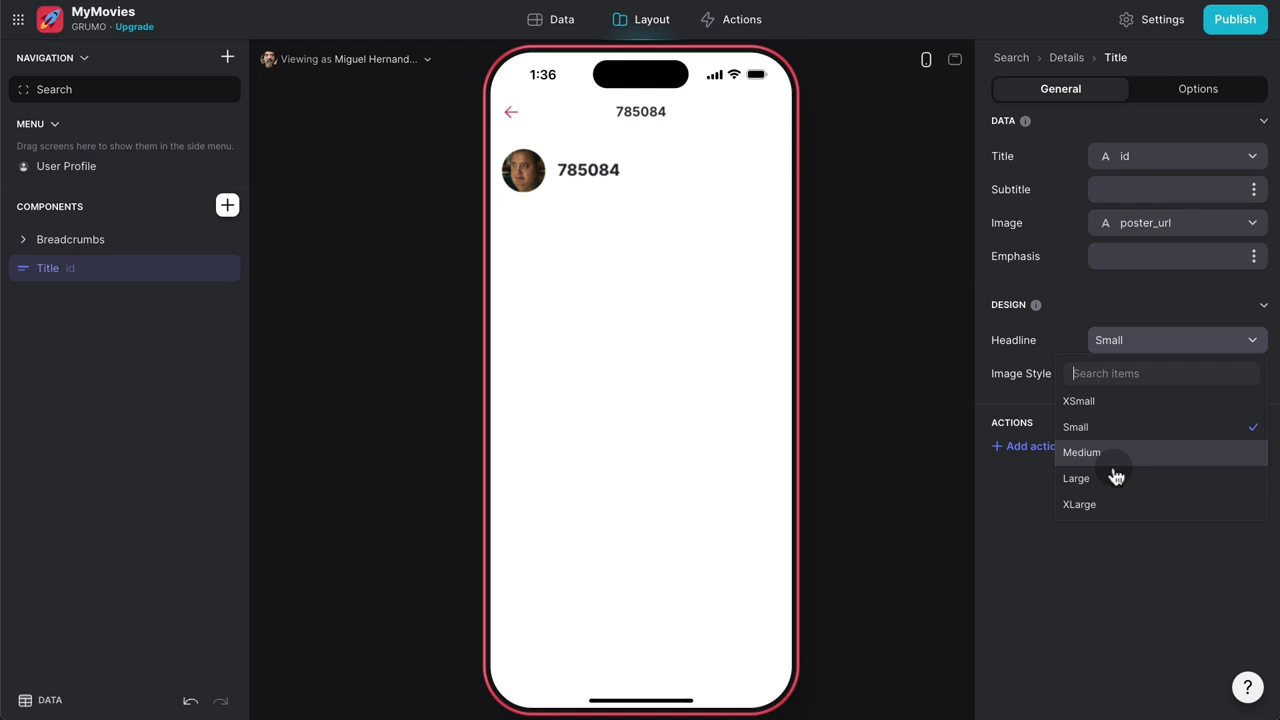 MyMovies
GRUMO · Upgrade
Data
Layout
Actions
Settings
Publish
NAVIGATION
MENU
Drag screens here to show them in the side menu.
User Profile
COMPONENTS
Breadcrumbs
Title id
DATA
Viewing as Miguel Hernand...
1:36
785084
785084
Search › Details › Title
General
Options
DATA
Title
A id
Subtitle
Image
A poster_url
Emphasis
DESIGN
Headline
Small
Image Style
Search items
XSmall
Small
Medium
Large
XLarge
ACTIONS
+ Add actio
?